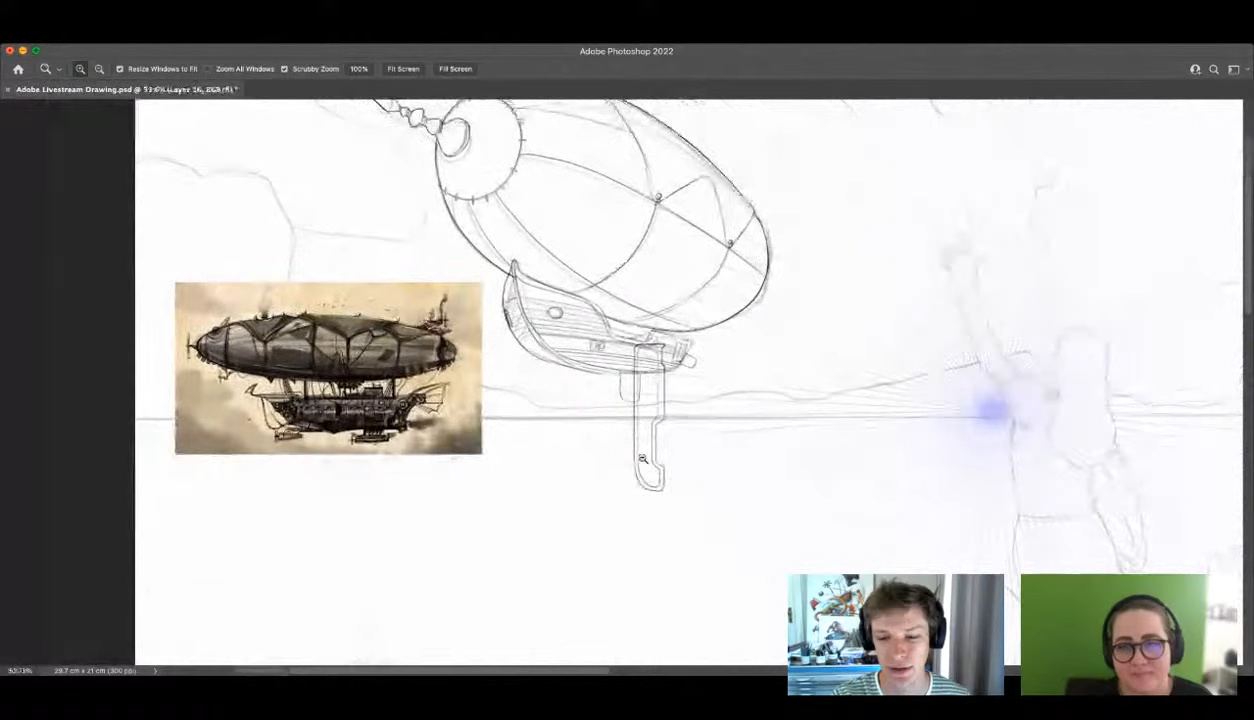 Adobe Photoshop 2022
Resize Windows to Fit Zoom All Windows Scrubby Zoom 100% Fit Screen Fill Screen
Adobe Livestream Drawing.psd @
29.7 cm x 21 cm (300 ppi)